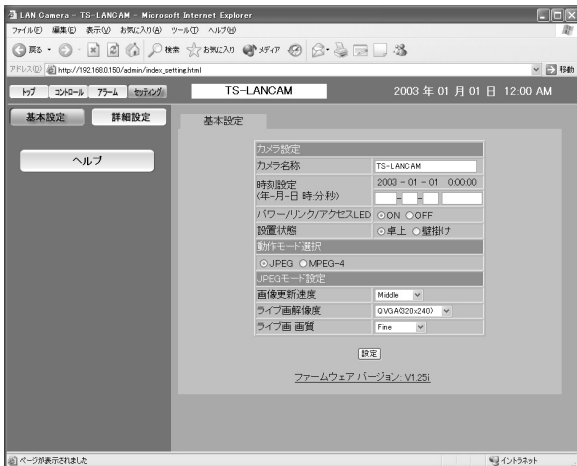 LAN Camera - TS-LANCAM - Microsoft Internet Explorer
ファイル(F) 編集(E) 表示(V) お気に入り(A) ツール(T) ヘルプ(H)
戻る 検索 お気に入り メディア
アドレス(D) http://192.168.0.150/admin/index_setting.html 移動
トップ コントロール アラーム セッティング TS-LANCAM 2003 年 01 月 01 日 12:00 AM
基本設定 詳細設定
ヘルプ
基本設定
カメラ設定
カメラ名称 TS-LANCAM
時刻設定 2003 - 01 - 01 0:00:00
(年-月-日 時:分:秒) - -
パワー/リンク/アクセスLED ON OFF
設置状態 卓上 壁掛け
動作モード選択
JPEG MPEG-4
JPEGモード設定
画像更新速度 Middle
ライブ画解像度 QVGA(320x240)
ライブ画 画質 Fine
設定
ファームウェア バージョン: V1.25i
ページが表示されました イントラネット